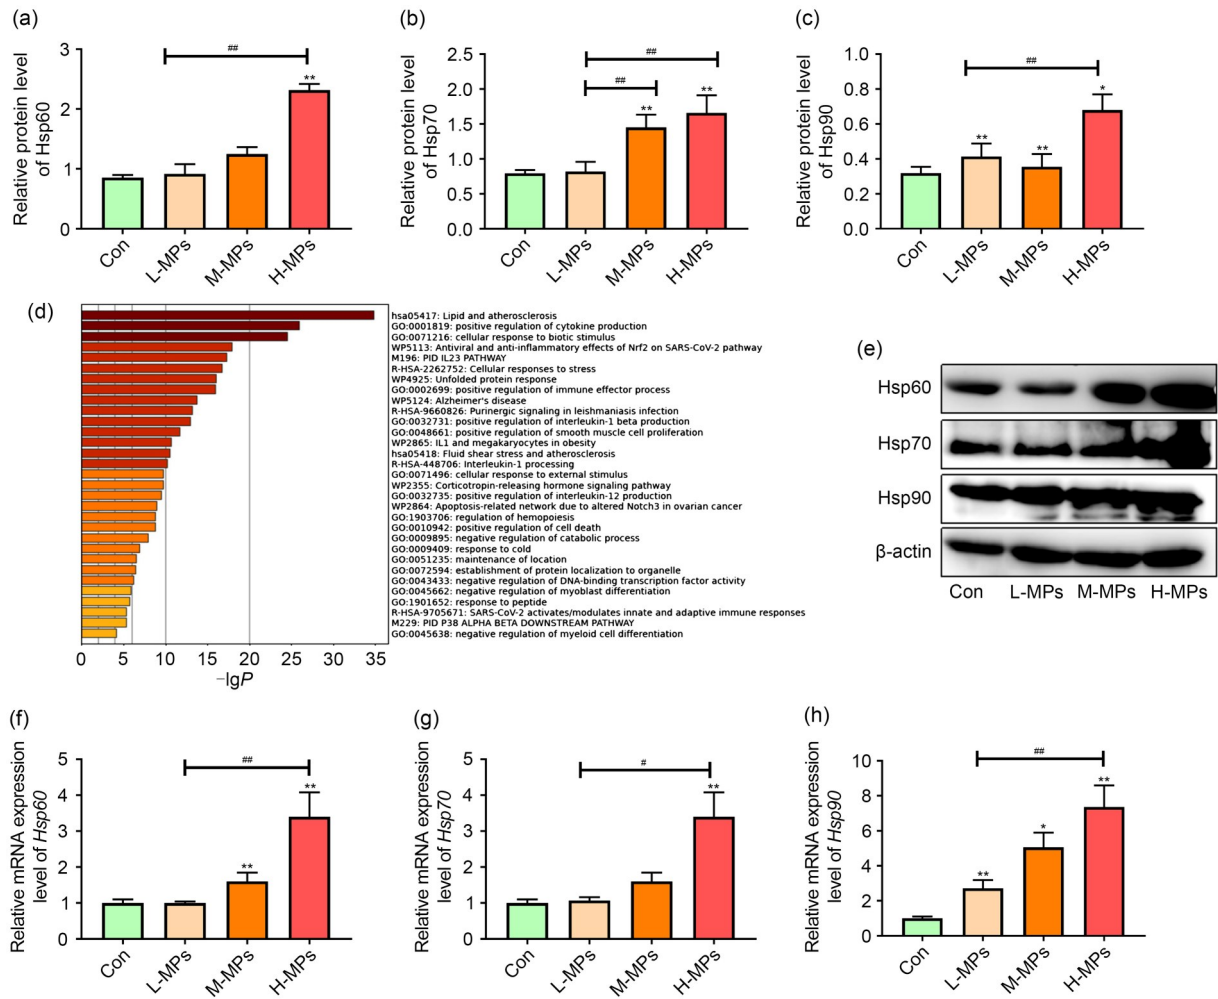 (a)
Relative protein level
of Hsp60
3
2
1
0
##
**
Con
L-MPs
M-MPs
H-MPs
(b)
Relative protein level
of Hsp70
2.5
2.0
1.5
1.0
0.5
0.0
##
##
**
**
Con
L-MPs
M-MPs
H-MPs
(c)
Relative protein level
of Hsp90
1.0
0.8
0.6
0.4
0.2
0.0
##
**
**
*
Con
L-MPs
M-MPs
H-MPs
(d)
hsa05417: Lipid and atherosclerosis
GO:0001819: positive regulation of cytokine production
GO:0071216: cellular response to biotic stimulus
WP5113: Antiviral and anti-inflammatory effects of Nrf2 on SARS-CoV-2 pathway
M196: PID IL23 PATHWAY
R-HSA-2262752: Cellular responses to stress
WP4925: Unfolded protein response
GO:0002699: positive regulation of immune effector process
WP5124: Alzheimer's disease
R-HSA-9660826: Purinergic signaling in leishmaniasis infection
GO:0032731: positive regulation of interleukin-1 beta production
GO:0048661: positive regulation of smooth muscle cell proliferation
WP2865: IL1 and megakaryocytes in obesity
hsa05418: Fluid shear stress and atherosclerosis
R-HSA-448706: Interleukin-1 processing
GO:0071496: cellular response to external stimulus
WP2355: Corticotropin-releasing hormone signaling pathway
GO:0032735: positive regulation of interleukin-12 production
WP2864: Apoptosis-related network due to altered Notch3 in ovarian cancer
GO:1903706: regulation of hemopoiesis
GO:0010942: positive regulation of cell death
GO:0009895: negative regulation of catabolic process
GO:0009409: response to cold
GO:0051235: maintenance of location
GO:0072594: establishment of protein localization to organelle
GO:0043433: negative regulation of DNA-binding transcription factor activity
GO:0045662: negative regulation of myoblast differentiation
GO:1901652: response to peptide
R-HSA-9705671: SARS-CoV-2 activates/modulates innate and adaptive immune responses
M229: PID P38 ALPHA BETA DOWNSTREAM PATHWAY
GO:0045638: negative regulation of myeloid cell differentiation
0 5 10 15 20 25 30 35
−lgP
(e)
Hsp60
Hsp70
Hsp90
β-actin
Con L-MPs M-MPs H-MPs
(f)
Relative mRNA expression
level of Hsp60
5
4
3
2
1
0
##
**
**
Con
L-MPs
M-MPs
H-MPs
(g)
Relative mRNA expression
level of Hsp70
5
4
3
2
1
0
#
**
Con
L-MPs
M-MPs
H-MPs
(h)
Relative mRNA expression
level of Hsp90
10
8
6
4
2
0
##
**
*
**
Con
L-MPs
M-MPs
H-MPs